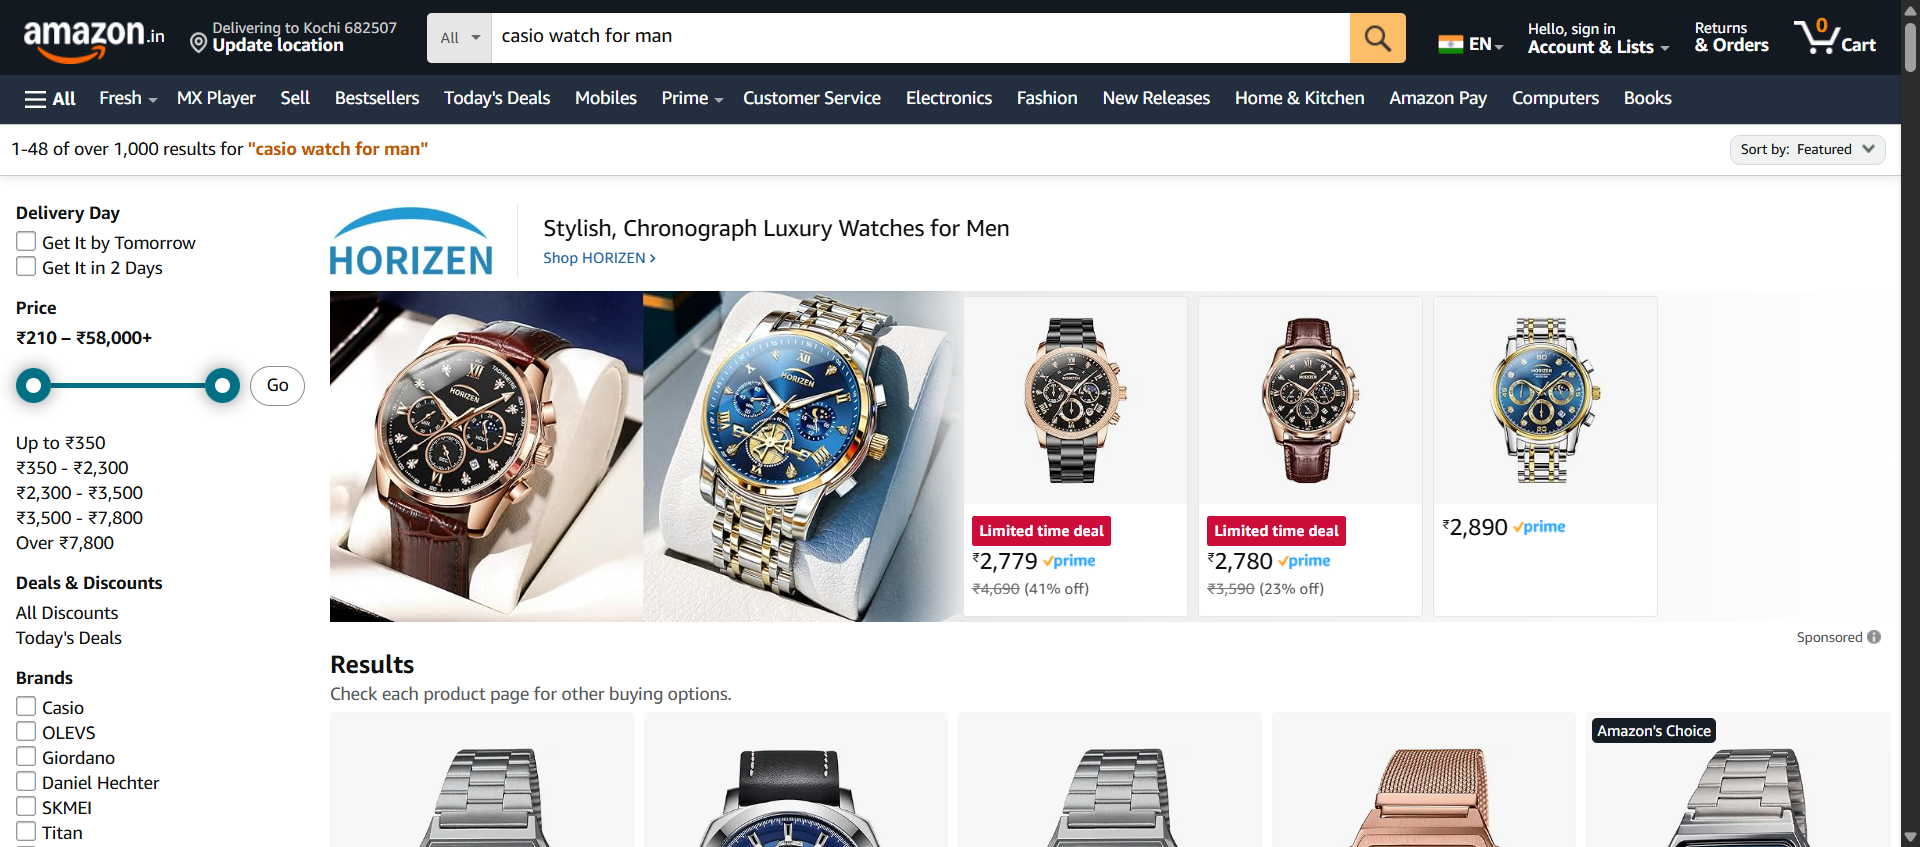 amazon.in
Delivering to Kochi 682507
Update location
All
casio watch for man
EN
Hello, sign in
Account & Lists
Returns
& Orders
0
Cart
All
Fresh
MX Player
Sell
Bestsellers
Today's Deals
Mobiles
Prime
Customer Service
Electronics
Fashion
New Releases
Home & Kitchen
Amazon Pay
Computers
Books
1-48 of over 1,000 results for "casio watch for man"
Sort by: Featured
Delivery Day
Get It by Tomorrow
Get It in 2 Days
Price
₹210 – ₹58,000+
Go
Up to ₹350
₹350 - ₹2,300
₹2,300 - ₹3,500
₹3,500 - ₹7,800
Over ₹7,800
Deals & Discounts
All Discounts
Today's Deals
Brands
Casio
OLEVS
Giordano
Daniel Hechter
SKMEI
Titan
HORIZEN
Stylish, Chronograph Luxury Watches for Men
Shop HORIZEN ›
HORIZEN
HORIZEN
Limited time deal
₹2,779 prime
₹4,690 (41% off)
Limited time deal
₹2,780 prime
₹3,590 (23% off)
₹2,890 prime
Sponsored
Results
Check each product page for other buying options.
Amazon's Choice